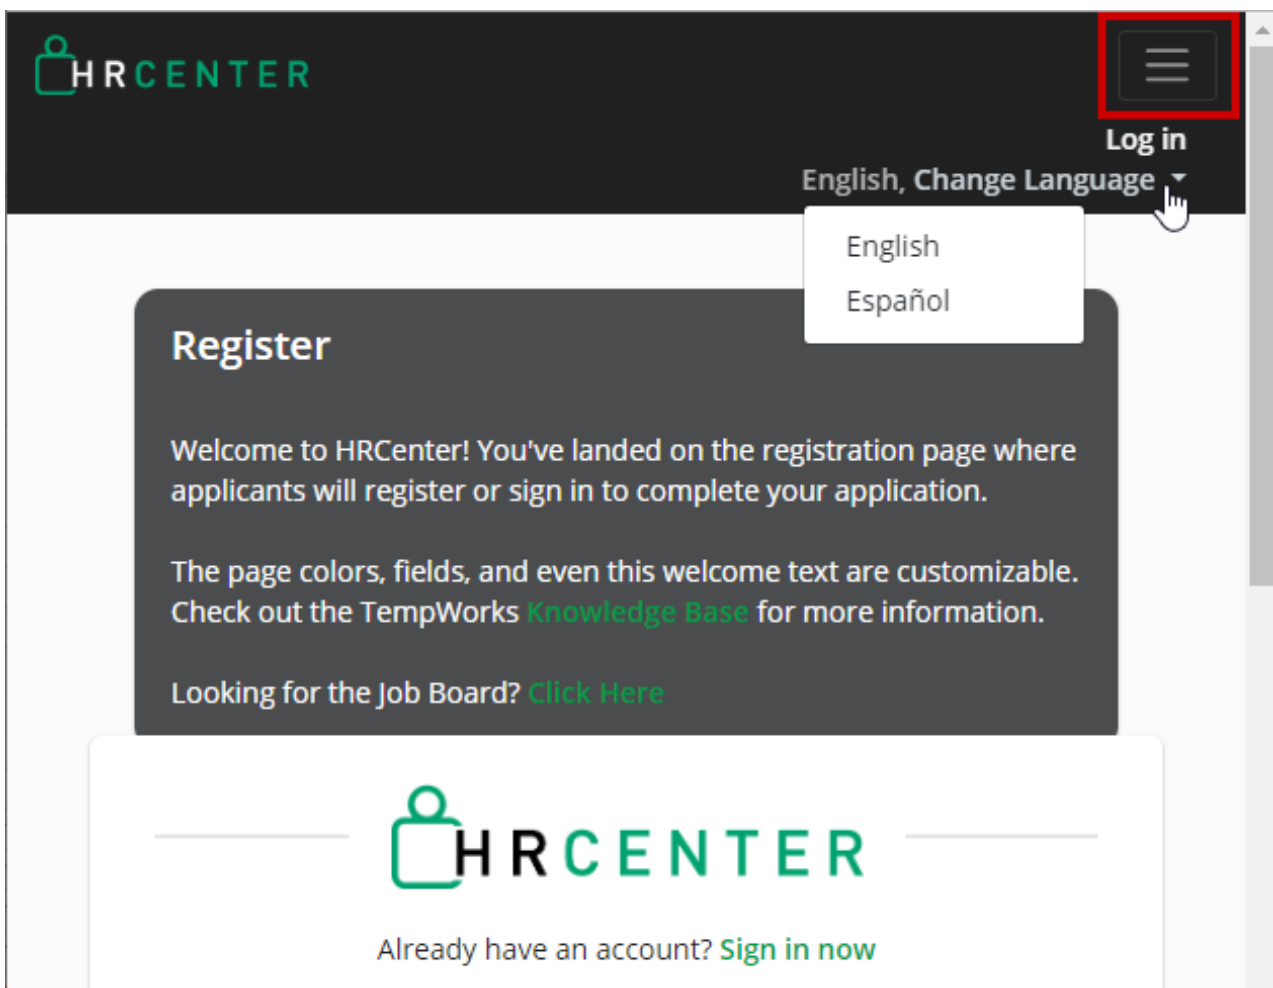 HRCENTER
Log in
English, Change Language
English
Español
Register
Welcome to HRCenter! You've landed on the registration page where
applicants will register or sign in to complete your application.
The page colors, fields, and even this welcome text are customizable.
Check out the TempWorks Knowledge Base for more information.
Looking for the Job Board? Click Here
HRCENTER
Already have an account? Sign in now